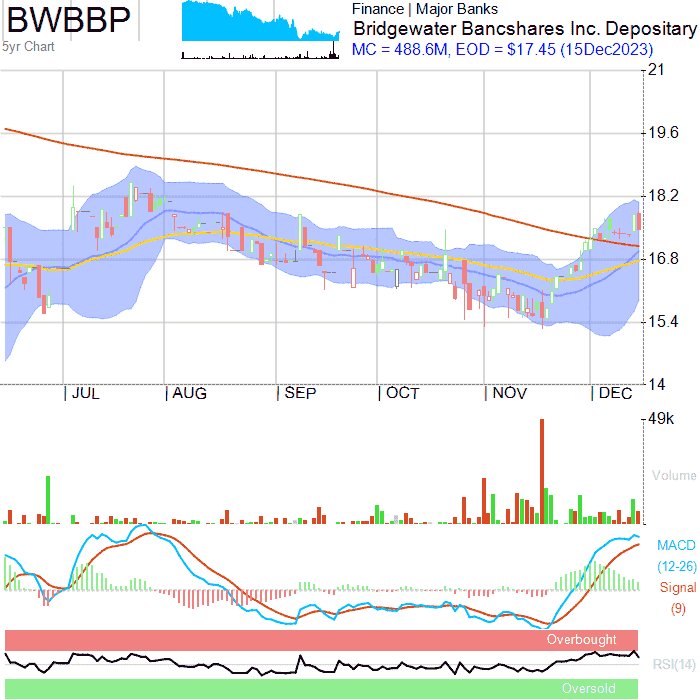 BWBBP
5yr Chart
Finance | Major Banks
Bridgewater Bancshares Inc. Depositary
MC = 488.6M, EOD = $17.45 (15Dec2023)
21
19.6
18.2
16.8
15.4
14
JUL
AUG
SEP
OCT
NOV
DEC
49k
Volume
MACD
(12-26)
Signal
(9)
Overbought
RSI(14)
Oversold